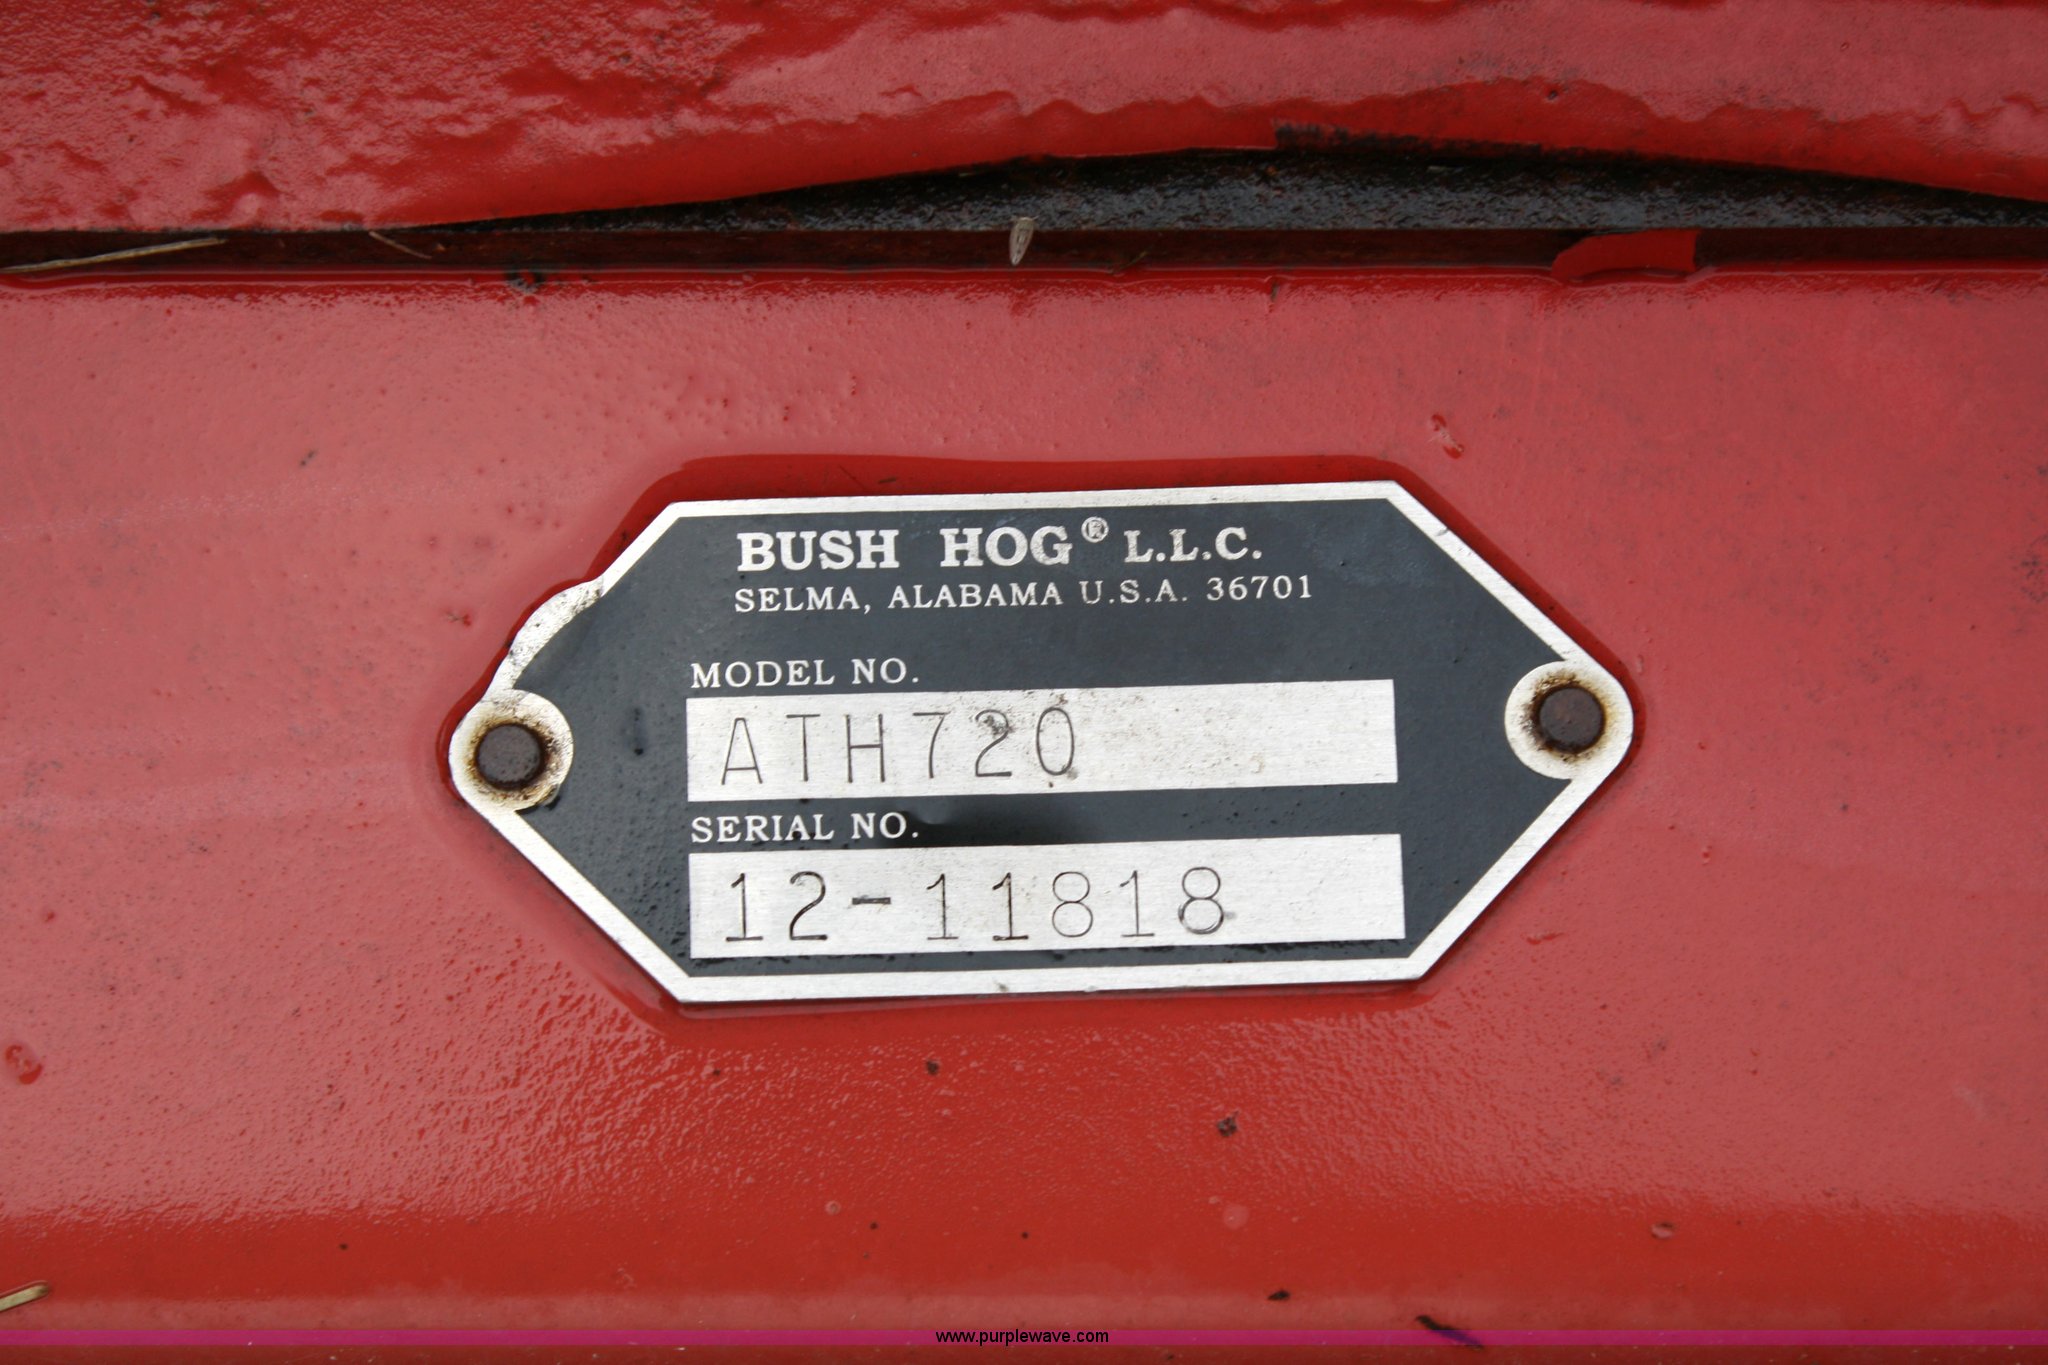 BUSH HOG® L.L.C.
SELMA, ALABAMA U.S.A. 36701
MODEL NO.
ATH720
SERIAL NO.
12-11818
www.purplewave.com